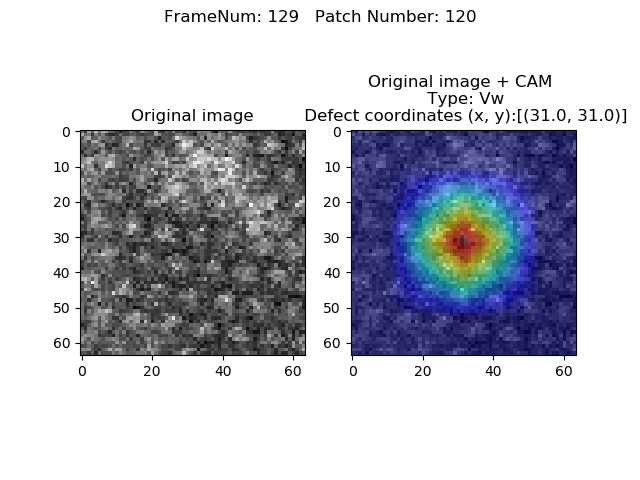 FrameNum: 129   Patch Number: 120
Original image
0
10
20
30
40
50
60
0 20 40 60
Original image + CAM
Type: Vw
Defect coordinates (x, y):[(31.0, 31.0)]
0
10
20
30
40
50
60
0 20 40 60